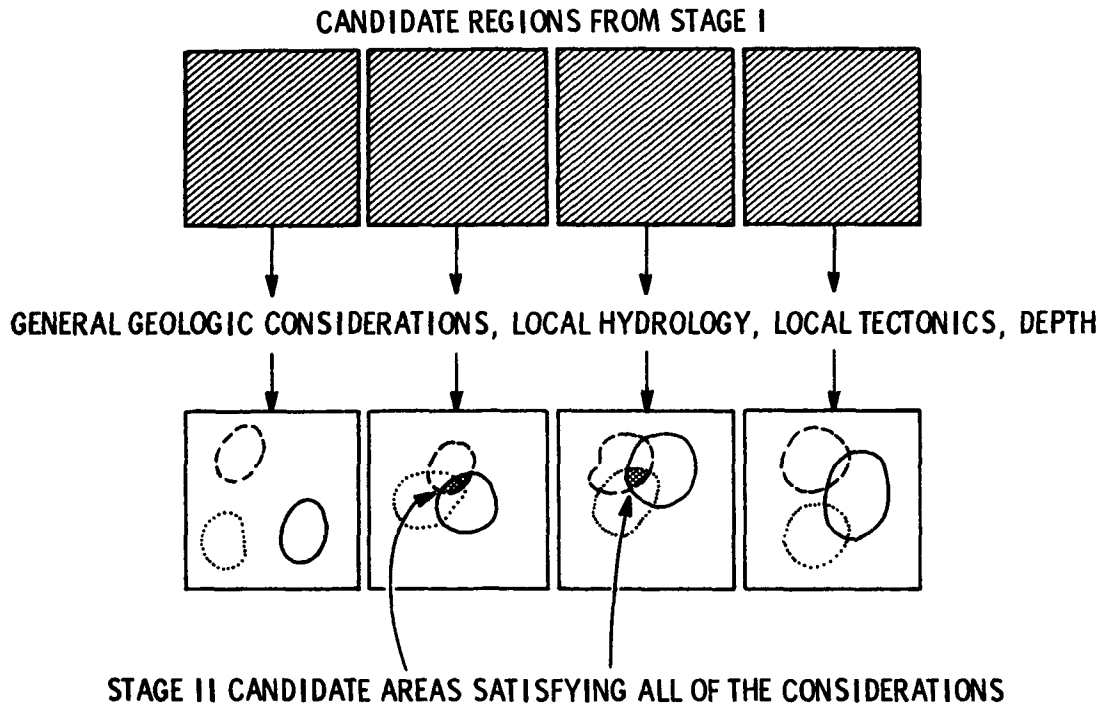 CANDIDATE REGIONS FROM STAGE I
GENERAL GEOLOGIC CONSIDERATIONS, LOCAL HYDROLOGY, LOCAL TECTONICS, DEPTH
STAGE II CANDIDATE AREAS SATISFYING ALL OF THE CONSIDERATIONS